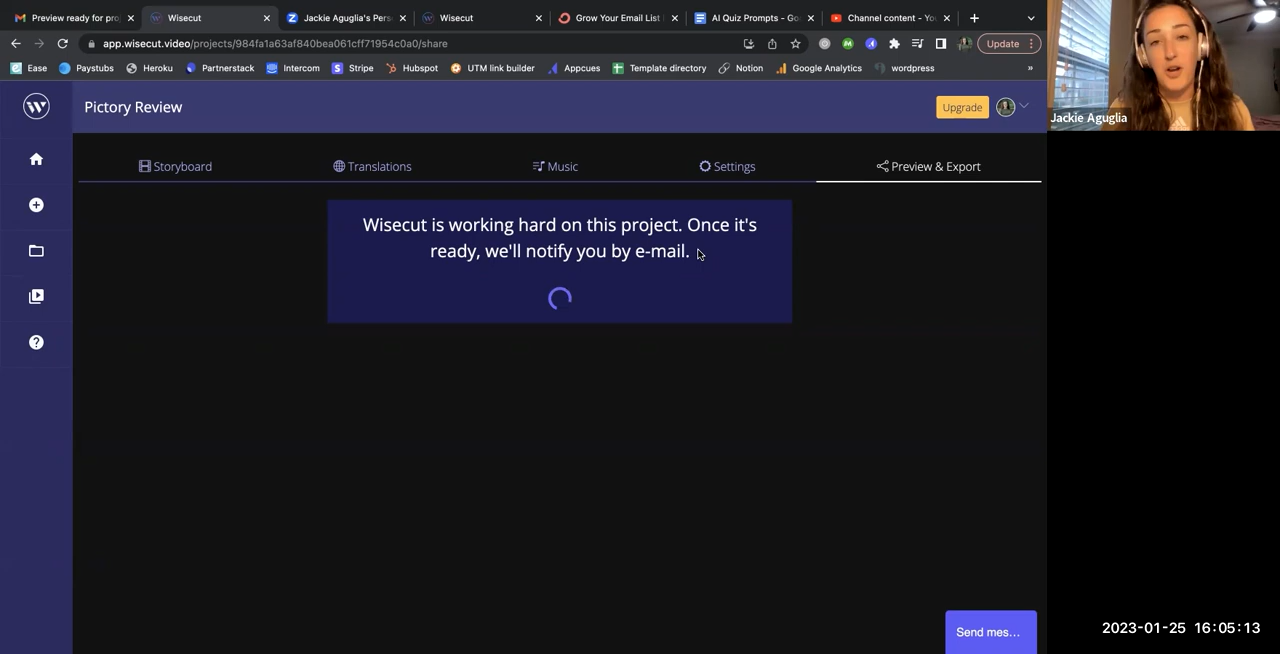 Preview ready for pro
Wisecut
Jackie Aguglia's Pers
Wisecut
Grow Your Email List
AI Quiz Prompts - Go
Channel content - Yo
app.wisecut.video/projects/984fa1a63af840bea061cff71954c0a0/share
Update
Ease
Paystubs
Heroku
Partnerstack
Intercom
Stripe
Hubspot
UTM link builder
Appcues
Template directory
Notion
Google Analytics
wordpress
»
Pictory Review
Upgrade
Jackie Aguglia
Storyboard
Translations
Music
Settings
Preview & Export
Wisecut is working hard on this project. Once it's
ready, we'll notify you by e-mail.
Send mes...
2023-01-25 16:05:13